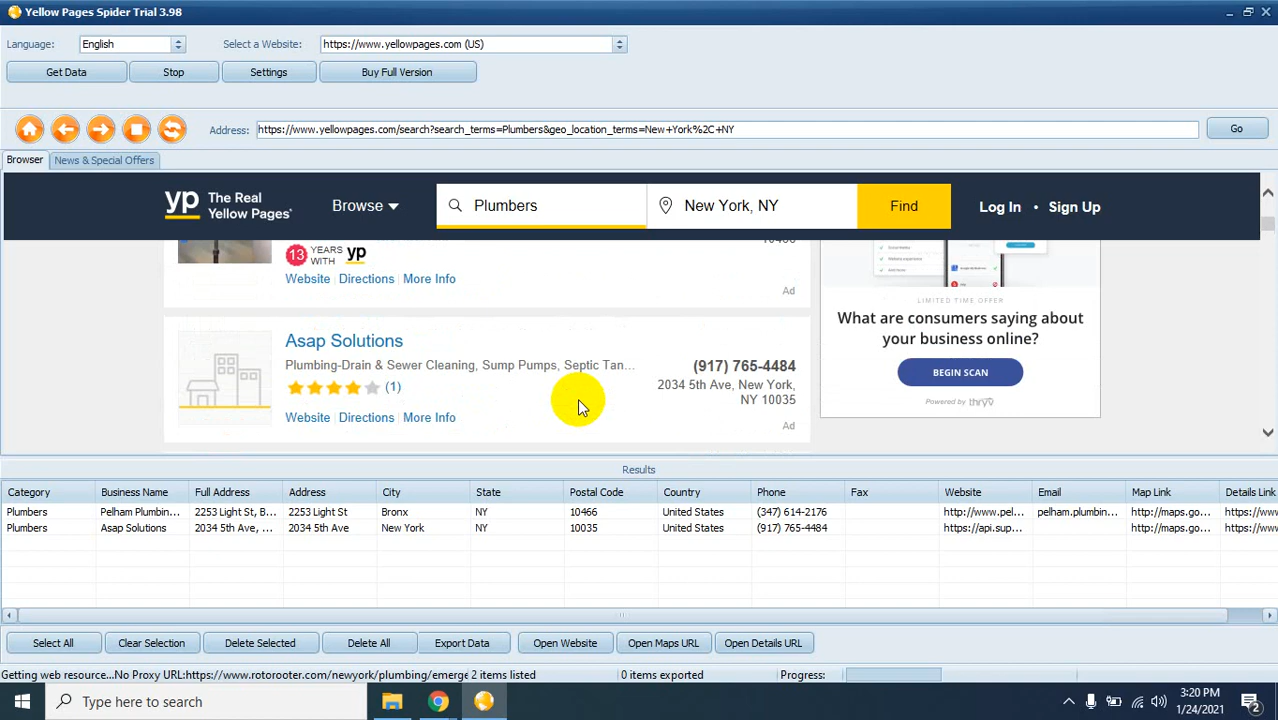 Yellow Pages Spider Trial 3.98
Language: English Select a Website: https://www.yellowpages.com (US)
Get Data Stop Settings Buy Full Version
Address: https://www.yellowpages.com/search?search_terms=Plumbers&geo_location_terms=New+York%2C+NY Go
Browser News & Special Offers
yp The Real Yellow Pages® Browse Plumbers New York, NY Find Log In • Sign Up
13 YEARS WITH yp
Website Directions More Info
Ad
Asap Solutions
Plumbing-Drain & Sewer Cleaning, Sump Pumps, Septic Tan...
(917) 765-4484
2034 5th Ave, New York,
NY 10035
(1)
Website Directions More Info
Ad
LIMITED TIME OFFER
What are consumers saying about
your business online?
BEGIN SCAN
Powered by thryv
Results
Category Business Name Full Address Address City State Postal Code Country Phone Fax Website Email Map Link Details Link
Plumbers Pelham Plumbin... 2253 Light St, B... 2253 Light St Bronx NY 10466 United States (347) 614-2176 http://www.pel... pelham.plumbin... http://maps.go... https://www
Plumbers Asap Solutions 2034 5th Ave, ... 2034 5th Ave New York NY 10035 United States (917) 765-4484 https://api.sup... http://maps.go... https://www
Select All Clear Selection Delete Selected Delete All Export Data Open Website Open Maps URL Open Details URL
Getting web resource...No Proxy URL:https://www.rotorooter.com/newyork/plumbing/emerge 2 items listed 0 items exported Progress:
Type here to search
3:20 PM
1/24/2021
2